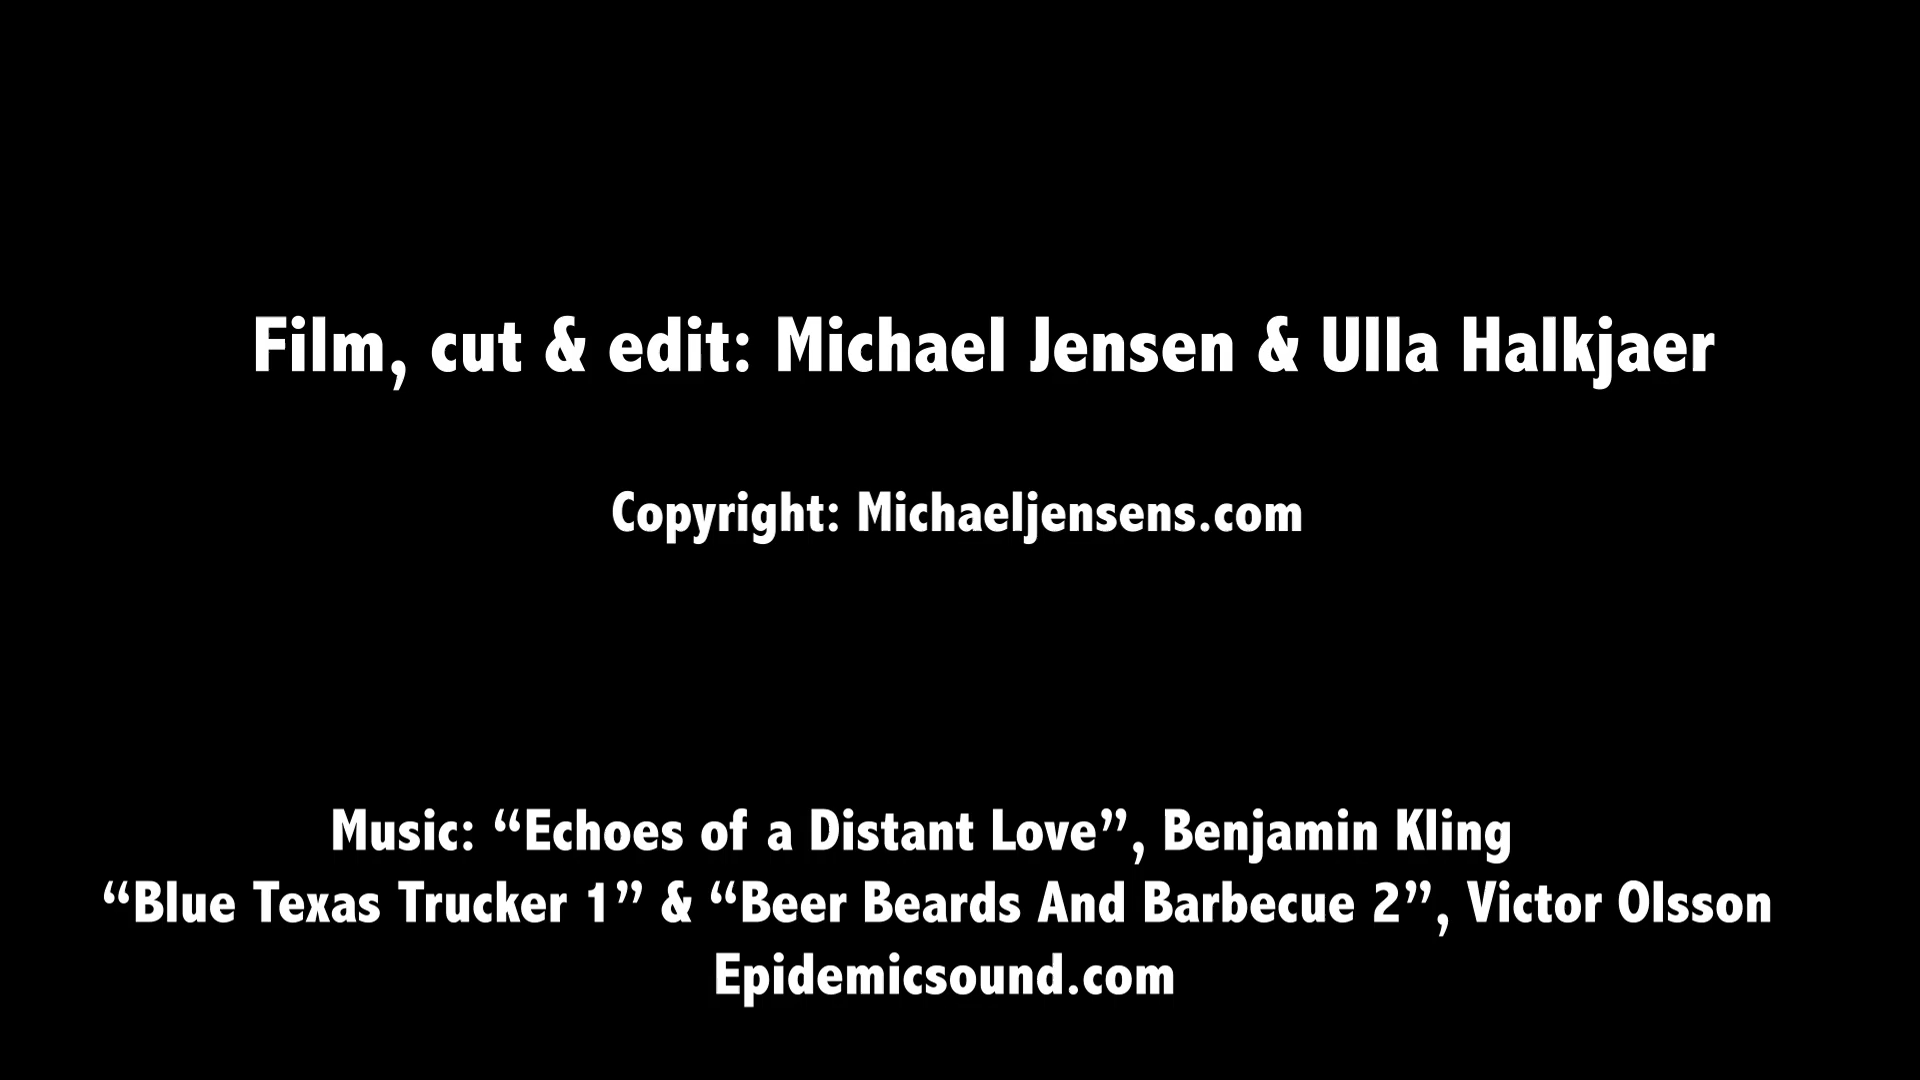 Film, cut & edit: Michael Jensen & Ulla Halkjaer
Copyright: Michaeljensens.com
Music: “Echoes of a Distant Love”, Benjamin Kling
“Blue Texas Trucker 1” & “Beer Beards And Barbecue 2”, Victor Olsson
Epidemicsound.com